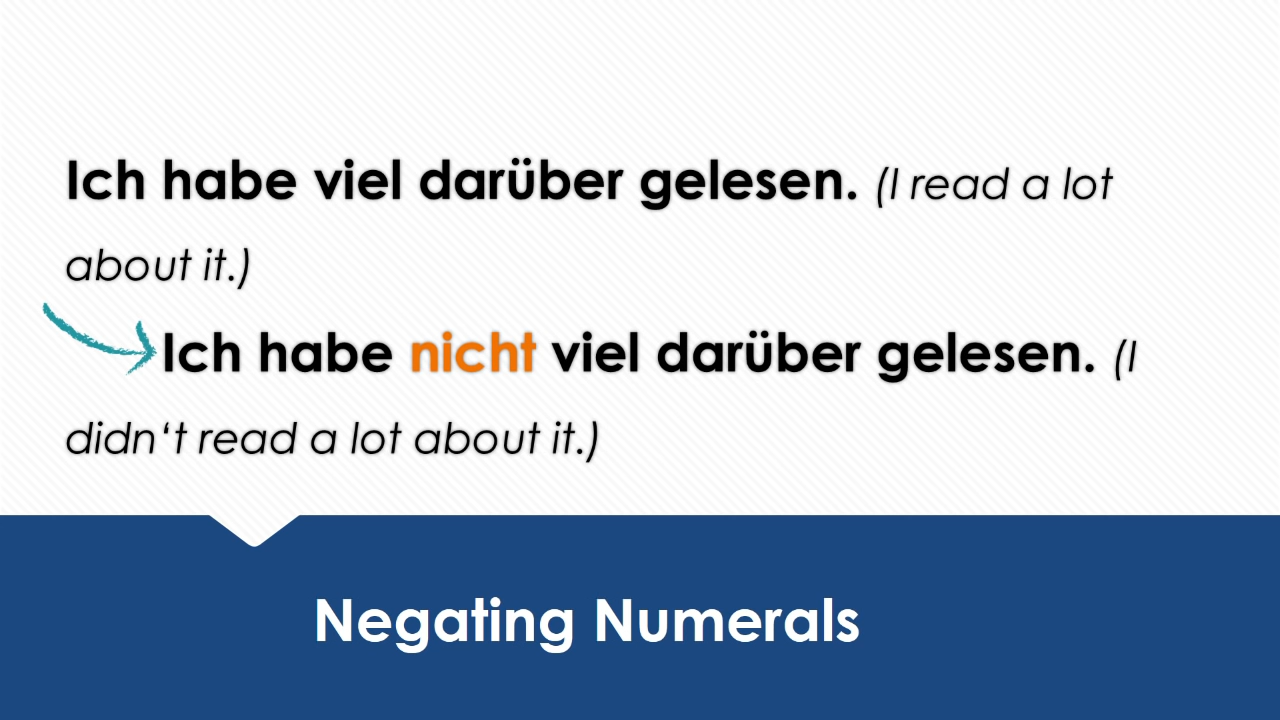 Ich habe viel darüber gelesen. (I read a lot
about it.)
Ich habe nicht viel darüber gelesen. (I
didn‘t read a lot about it.)
Negating Numerals